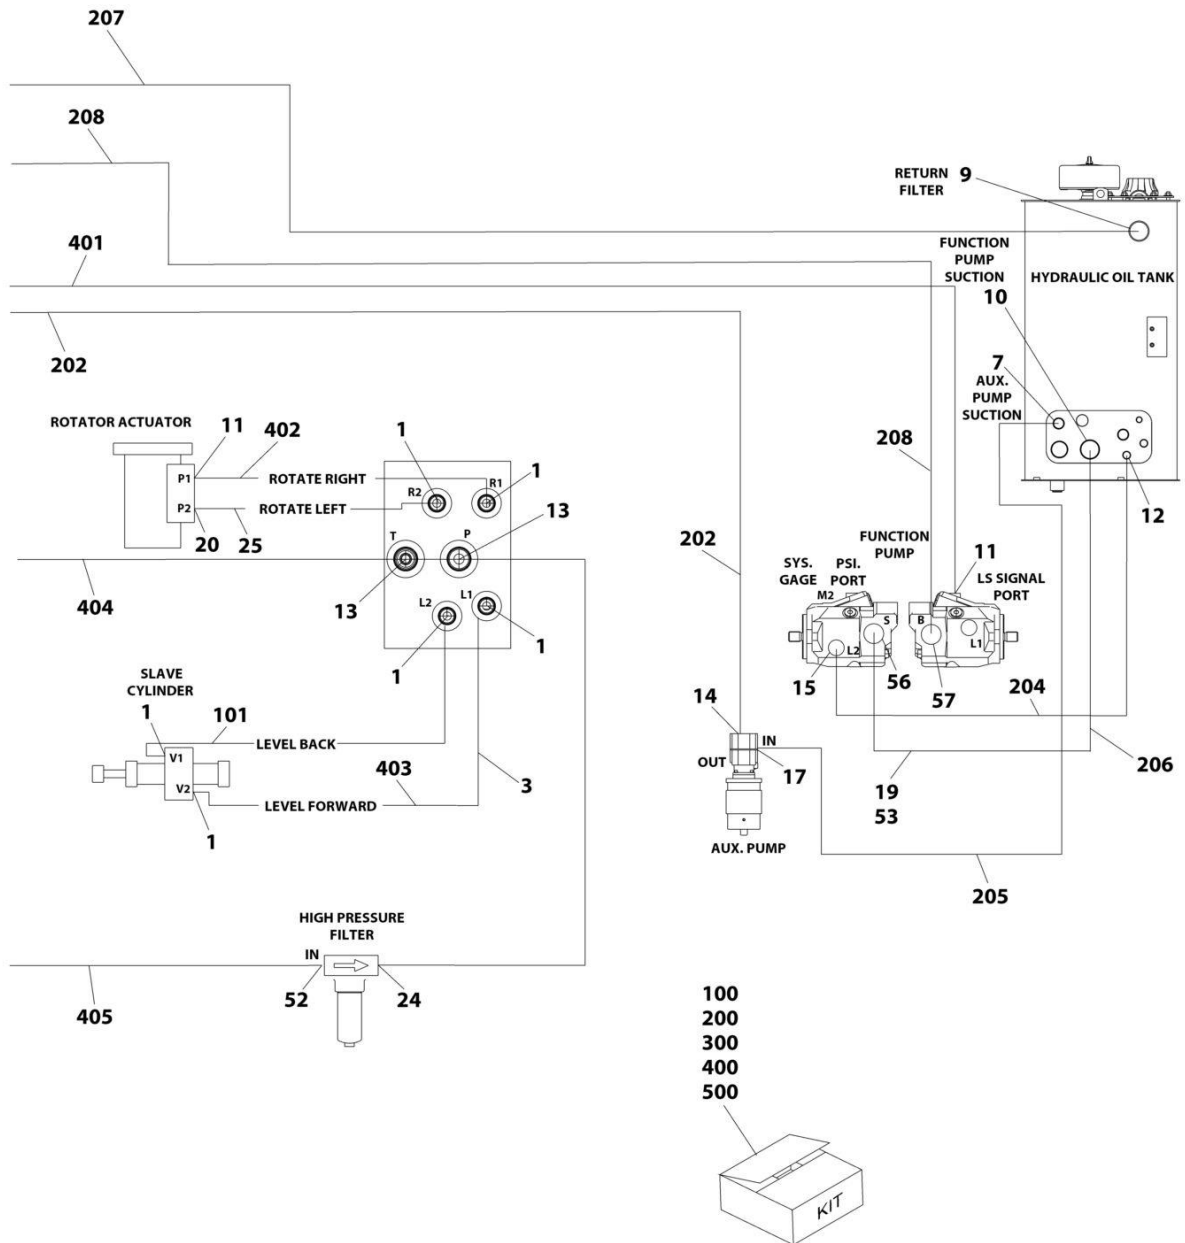 207
208
RETURN 9
FILTER
401
FUNCTION
PUMP
SUCTION
10
HYDRAULIC OIL TANK
202
7
AUX.
PUMP
SUCTION
ROTATOR ACTUATOR
11
402
1
208
P1
ROTATE RIGHT
R2
R1
1
P2
ROTATE LEFT
13
12
20
25
T
P
202
FUNCTION
PUMP
11
SYS.
GAGE
M2
PSI.
PORT
LS SIGNAL
PORT
404
13
L2
L1
S
B
L1
L2
1
1
15
56
57
204
SLAVE
CYLINDER
1
101
14
V1
LEVEL BACK
IN
OUT
17
206
403
3
V2
LEVEL FORWARD
19
53
1
AUX. PUMP
205
HIGH PRESSURE
FILTER
IN
52
24
405
100
200
300
400
500
KIT